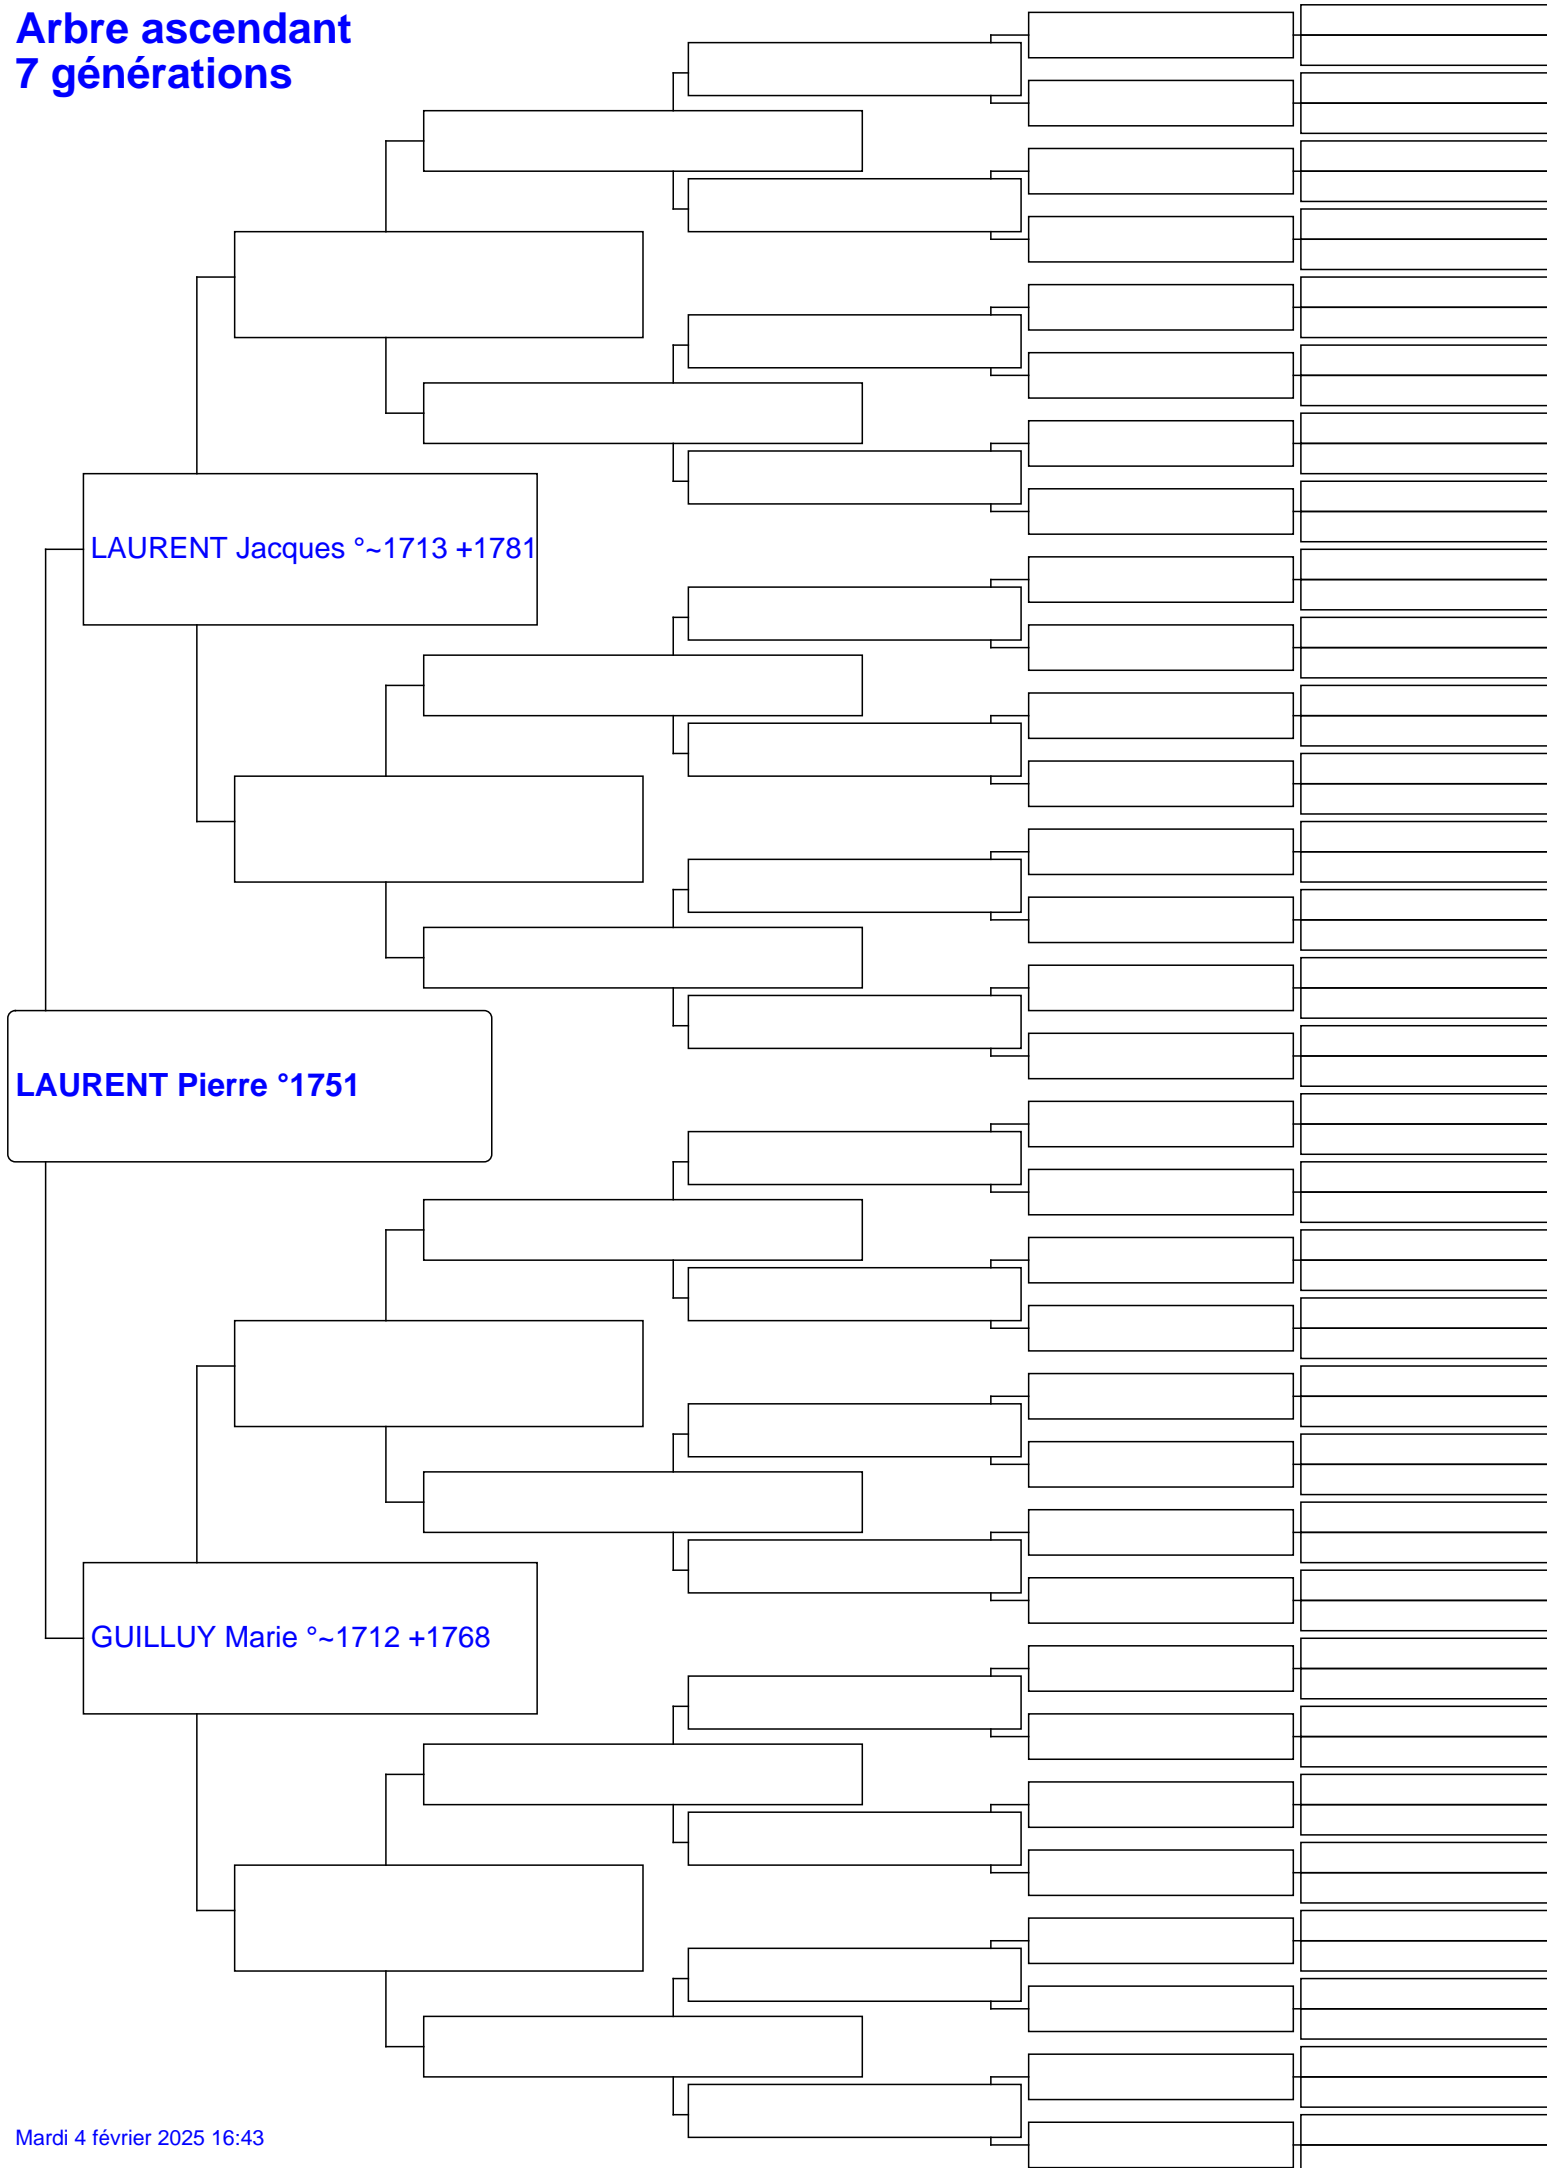 Arbre ascendant
7 générations
LAURENT Jacques °~1713 +1781
LAURENT Pierre °1751
GUILLUY Marie °~1712 +1768
Mardi 4 février 2025 16:43